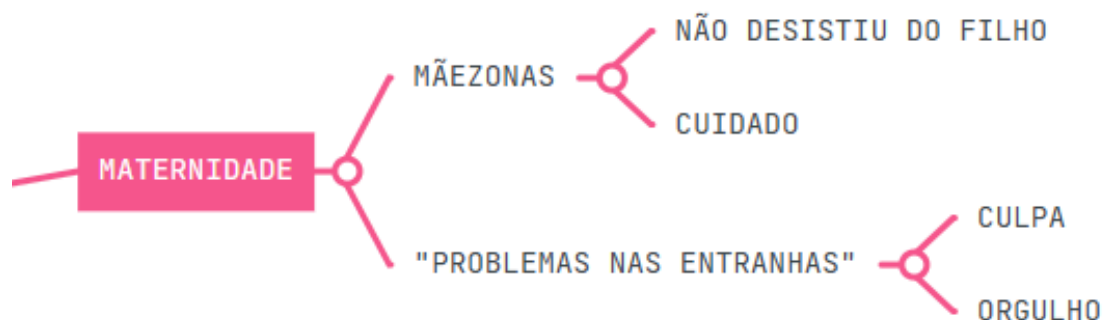 NÃO DESISTIU DO FILHO
MÃEZONAS
CUIDADO
MATERNIDADE
CULPA
"PROBLEMAS NAS ENTRANHAS"
ORGULHO